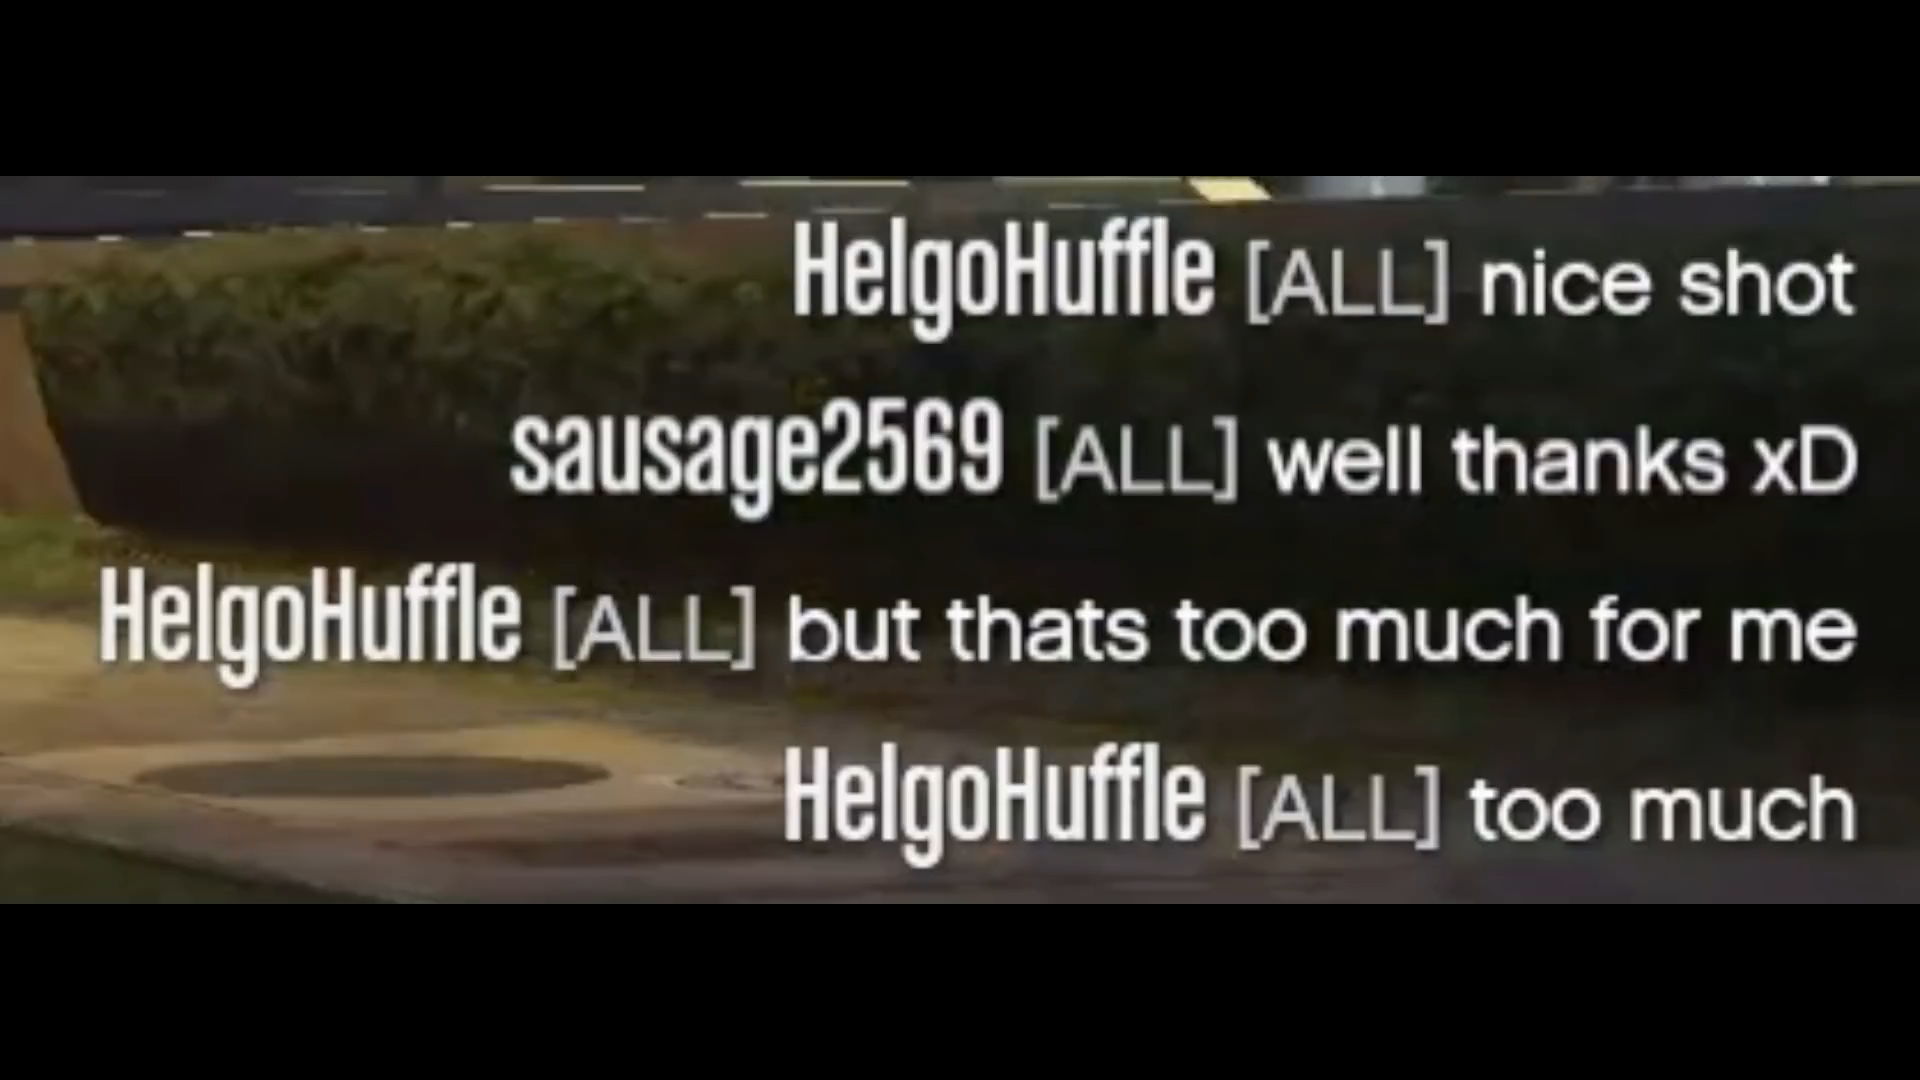 HelgoHuffle [ALL] nice shot
sausage2569 [ALL] well thanks xD
HelgoHuffle [ALL] but thats too much for me
HelgoHuffle [ALL] too much